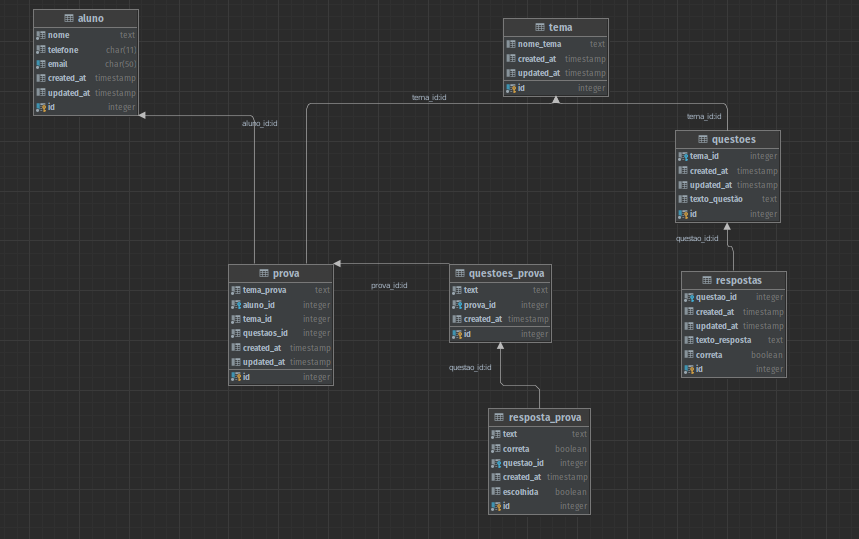 aluno
nome text
telefone char(11)
email char(50)
created_at timestamp
updated_at timestamp
id integer
tema
nome_tema text
created_at timestamp
updated_at timestamp
id integer
tema_id:id
aluno_id:id
tema_id:id
questoes
tema_id integer
created_at timestamp
updated_at timestamp
texto_questão text
id integer
questao_id:id
prova
tema_prova text
aluno_id integer
tema_id integer
questaos_id integer
created_at timestamp
updated_at timestamp
id integer
prova_id:id
questoes_prova
text text
prova_id integer
created_at timestamp
id integer
respostas
questao_id integer
created_at timestamp
updated_at timestamp
texto_resposta text
correta boolean
id integer
questao_id:id
resposta_prova
text text
correta boolean
questao_id integer
created_at timestamp
escolhida boolean
id integer